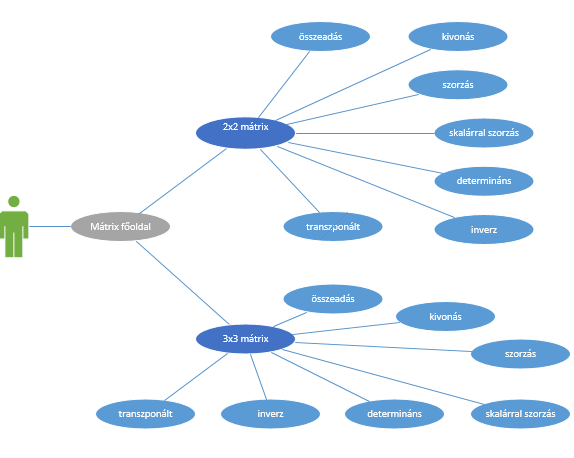 összeadás
kivonás
szorzás
2x2 mátrix
skalárral szorzás
determináns
Mátrix főoldal
transzponált
inverz
összeadás
kivonás
3x3 mátrix
szorzás
transzponált
inverz
determináns
skalárral szorzás